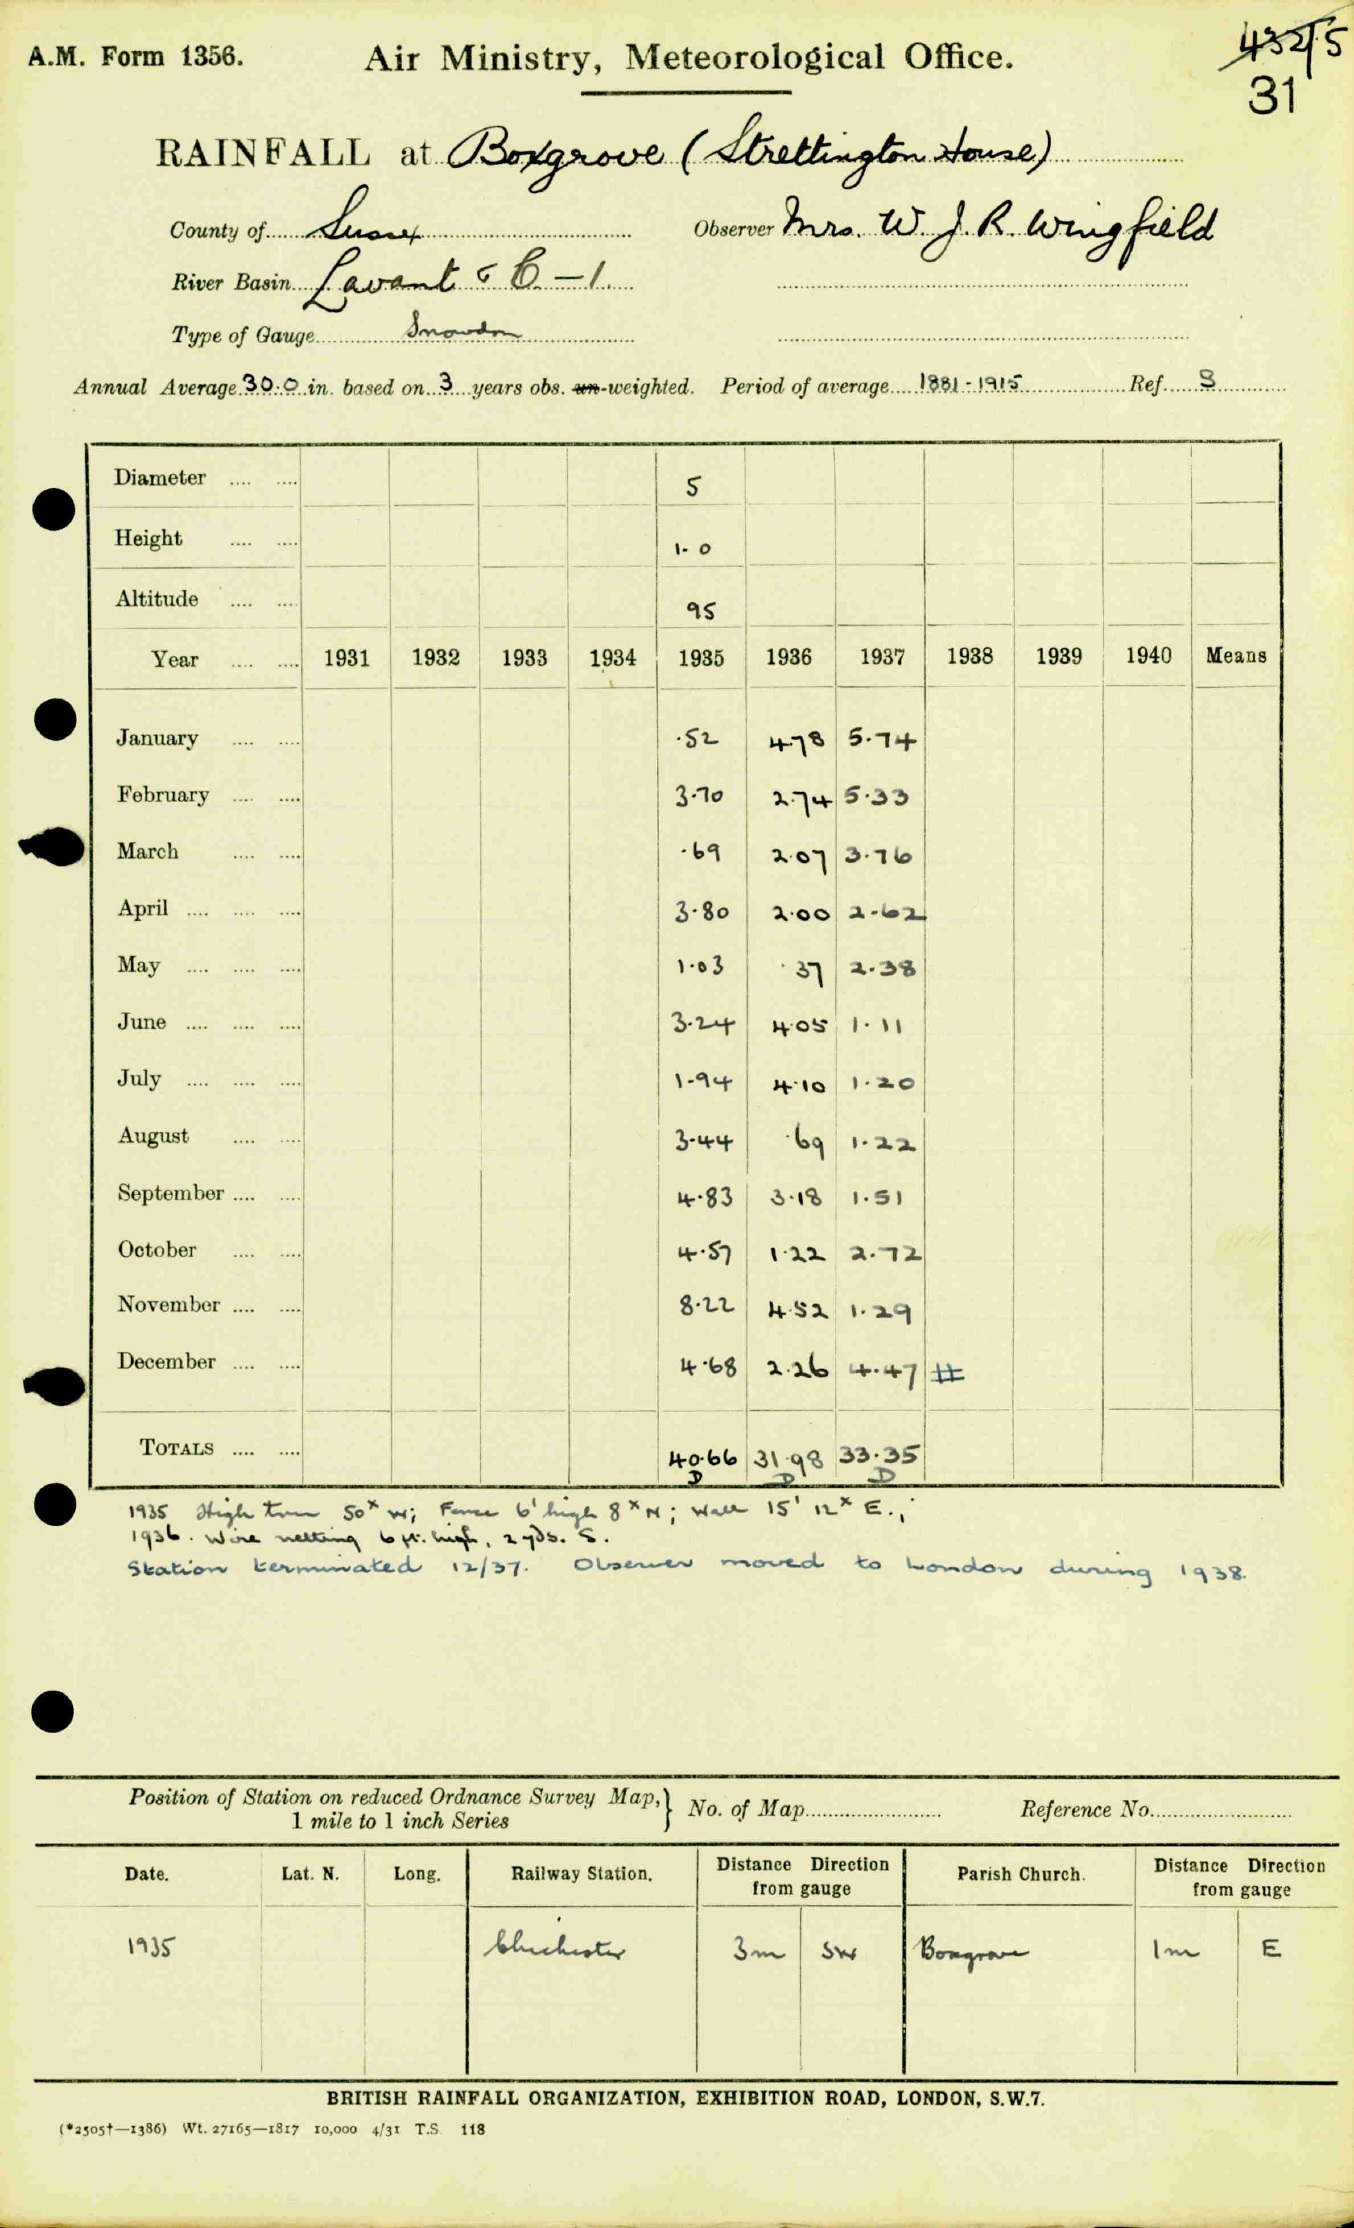 A.M. Form 1356.
Air Ministry, Meteorological Office.
432/5
31
RAINFALL at Boxgrove (Strettington House)
County of Sussex Observer Mrs. W. J. R. Wingfield
River Basin Lavant & C-1
Type of Gauge Snowdon
Annual Average 30.0 in. based on 3 years obs. un-weighted. Period of average 1881-1915 Ref. S
Diameter .... .... 5
Height .... .... 1.0
Altitude .... .... 95
Year .... .... 1931 1932 1933 1934 1935 1936 1937 1938 1939 1940 Means
January .... .... .52 4.78 5.74
February .... .... 3.70 2.74 5.33
March .... .... .69 2.07 3.76
April .... .... .... 3.80 2.00 2.62
May .... .... .... 1.03 .37 2.38
June .... .... .... 3.24 4.05 1.11
July .... .... .... 1.94 4.10 1.20
August .... .... 3.44 .69 1.22
September .... .... 4.83 3.18 1.51
October .... .... 4.57 1.22 2.72
November .... .... 8.22 4.52 1.29
December .... .... 4.68 2.26 4.47 #
TOTALS .... .... 40.66 31.98 33.35
D D D
1935 High tree 50ˣ W; Fence 6' high 8ˣ N; Wall 15' 12ˣ E.;
1936. Wire netting 6 ft. high, 2 yds. S.
Station terminated 12/37. Observer moved to London during 1938.
Position of Station on reduced Ordnance Survey Map, } No. of Map Reference No.
1 mile to 1 inch Series
Date. Lat. N. Long. Railway Station. Distance Direction from gauge Parish Church. Distance Direction from gauge
1935 Chichester 3m SW Boxgrove 1m E
BRITISH RAINFALL ORGANIZATION, EXHIBITION ROAD, LONDON, S.W.7.
(*2505†—1386) Wt. 27165—1817 10,000 4/31 T.S. 118